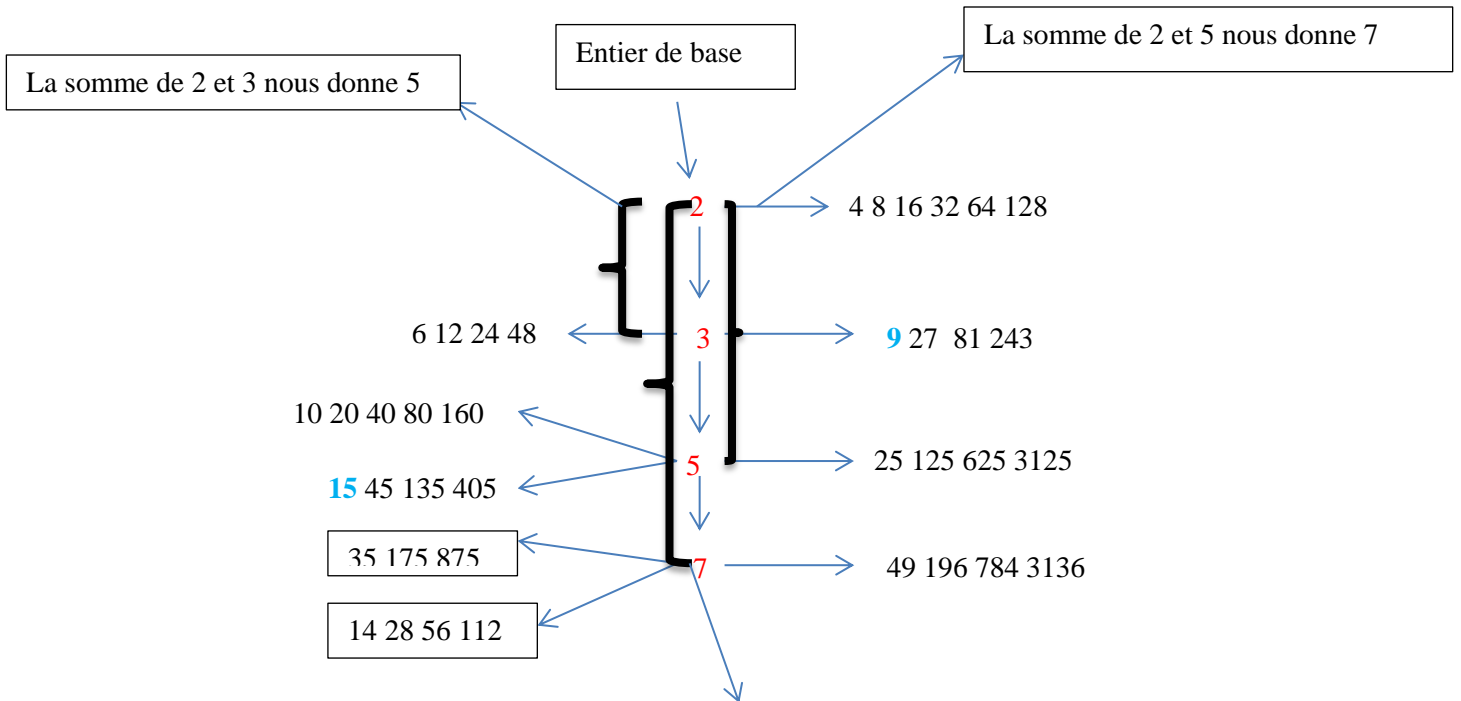 La somme de 2 et 5 nous donne 7
Entier de base
La somme de 2 et 3 nous donne 5
2
4 8 16 32 64 128
6 12 24 48
3
9 27 81 243
10 20 40 80 160
5
25 125 625 3125
15 45 135 405
35 175 875
7
49 196 784 3136
14 28 56 112